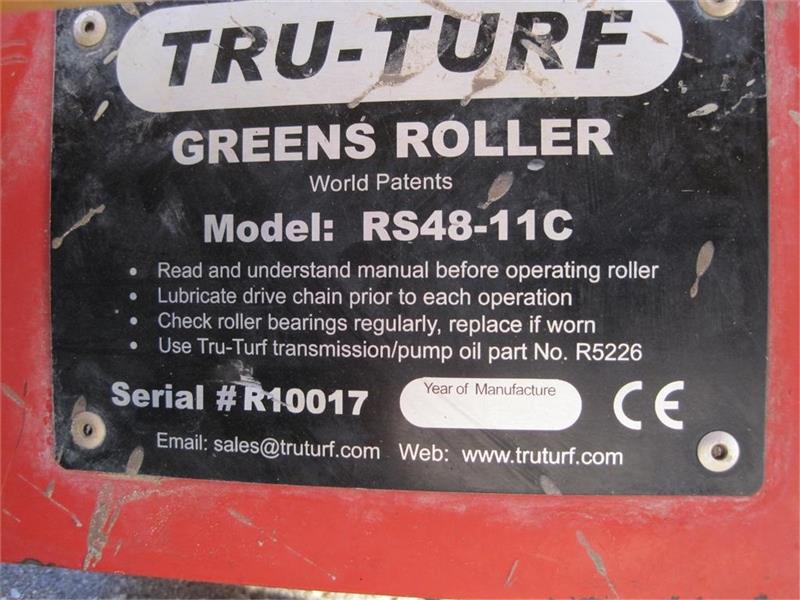 TRU-TURF
GREENS ROLLER
World Patents
Model: RS48-11C
• Read and understand manual before operating roller
• Lubricate drive chain prior to each operation
• Check roller bearings regularly, replace if worn
• Use Tru-Turf transmission/pump oil part No. R5226
Serial # R10017 Year of Manufacture CE
Email: sales@truturf.com Web: www.truturf.com